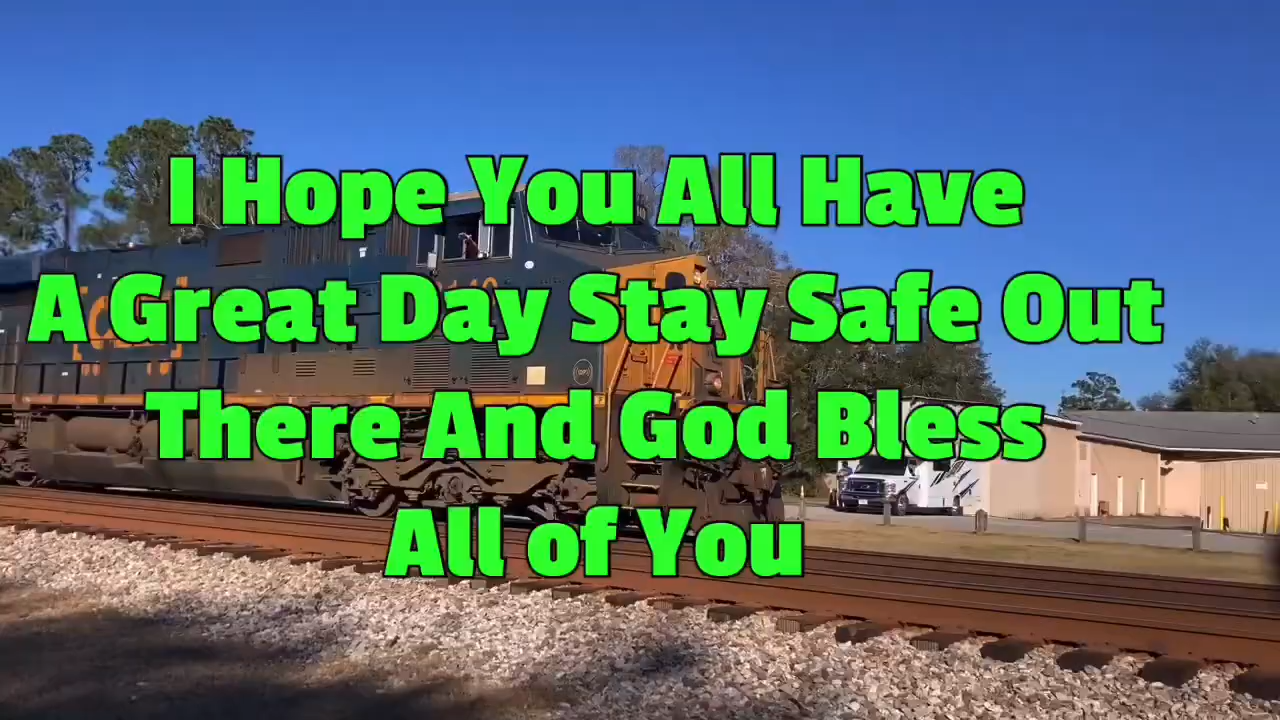 I Hope You All Have
A Great Day Stay Safe Out
There And God Bless
All of You